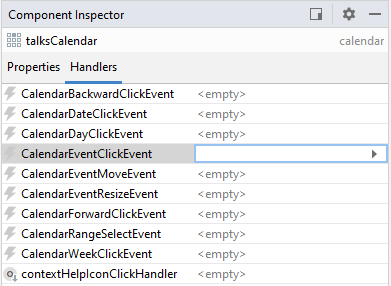 Component Inspector
talksCalendar calendar
Properties Handlers
CalendarBackwardClickEvent <empty>
CalendarDateClickEvent <empty>
CalendarDayClickEvent <empty>
CalendarEventClickEvent
CalendarEventMoveEvent <empty>
CalendarEventResizeEvent <empty>
CalendarForwardClickEvent <empty>
CalendarRangeSelectEvent <empty>
CalendarWeekClickEvent <empty>
contextHelpIconClickHandler <empty>